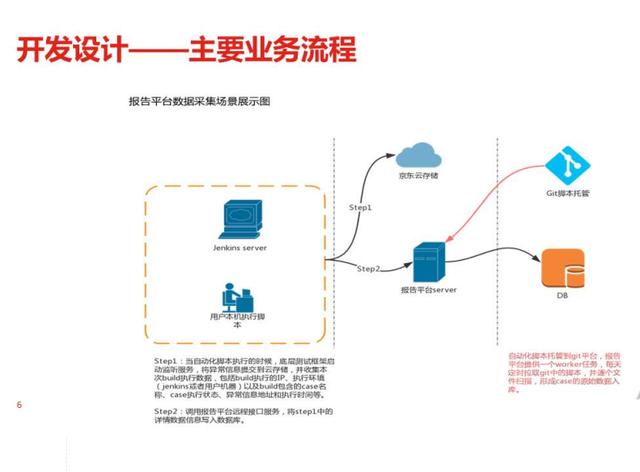 开发设计——主要业务流程
报告平台数据采集场景展示图
京东云存储
Git脚本托管
Step1
Jenkins server
Step2
报告平台server
DB
用户本机执行脚
本
Step1：当自动化脚本执行的时候，底层测试框架启
动监听服务，将异常信息提交到云存储，并收集本
次build执行数据，包括build执行的IP、执行环境
（jenkins或者用户机器）以及build包含的case名
称、case执行状态、异常信息地址和执行时间等。
Step2：调用报告平台远程接口服务，将step1中的
详情数据信息写入数据库。
自动化脚本托管到git平台，报告
平台提供一个worker任务，每天
定时拉取git中的脚本，并逐个文
件扫描，形成case的原始数据入
库。
6